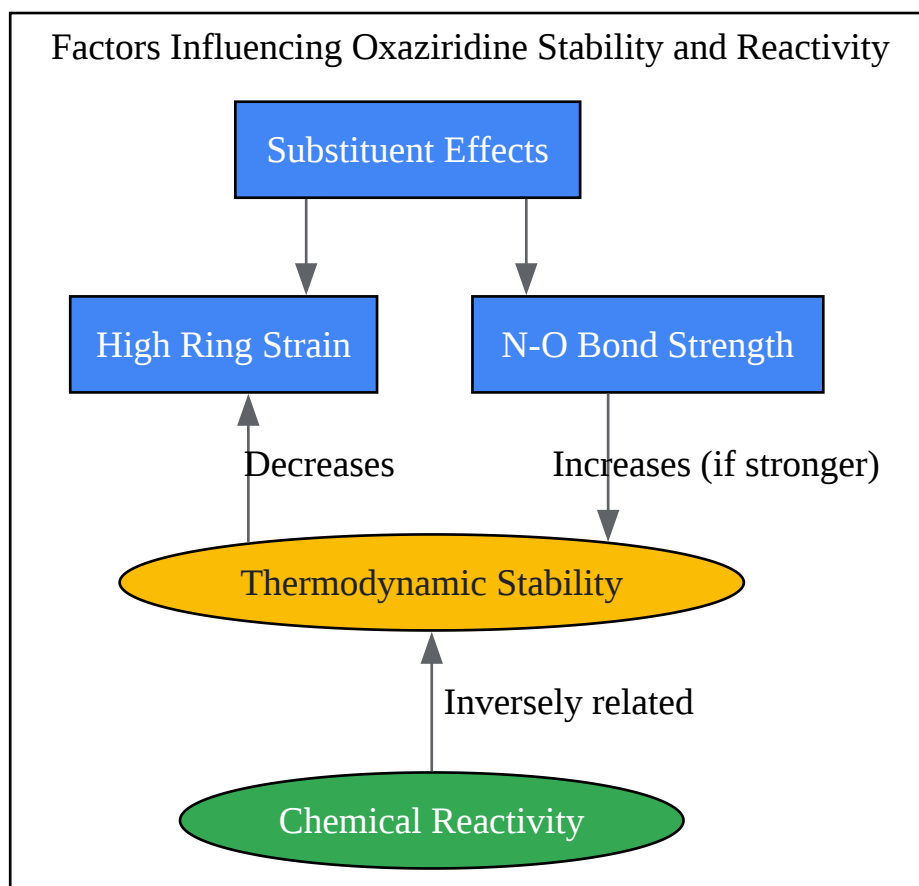 Factors Influencing Oxaziridine Stability and Reactivity
Substituent Effects
High Ring Strain
N-O Bond Strength
Decreases
Increases (if stronger)
Thermodynamic Stability
Inversely related
Chemical Reactivity